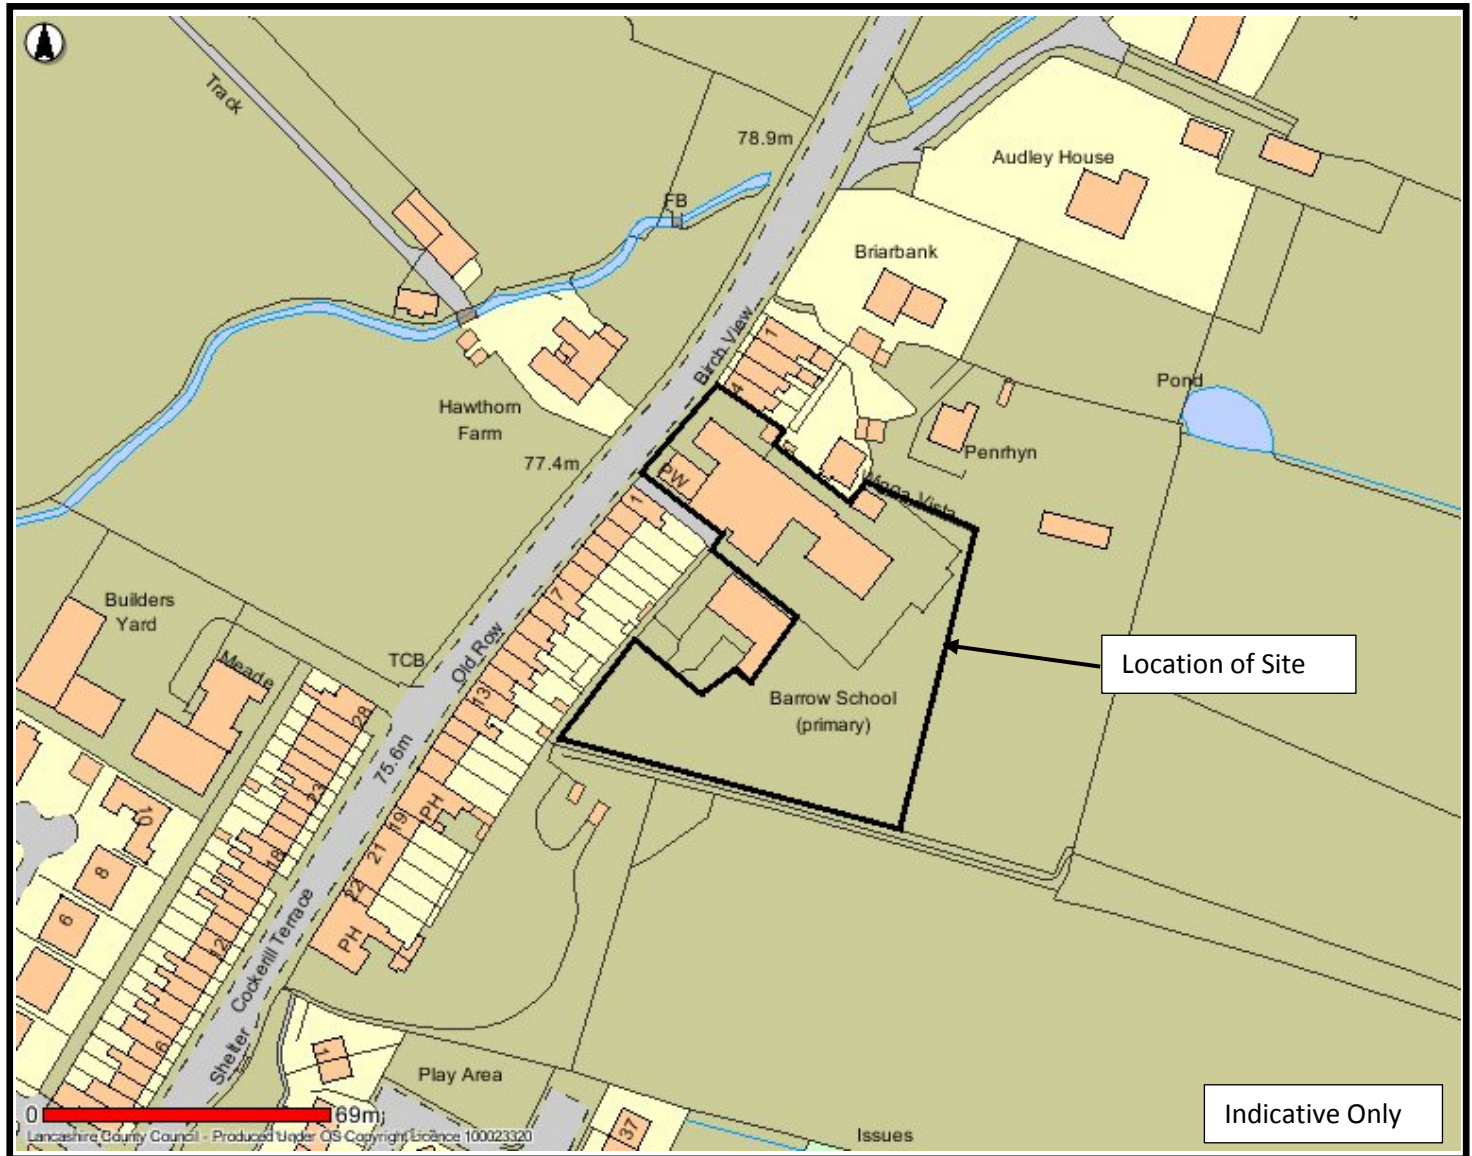 Track
78.9m
Audley House
FB
Briarbank
Birch View
1
4
Pond
Hawthorn
Farm
77.4m
PW
Penrhyn
1
Builders
Yard
7
Meade
TCB
Old Row
Location of Site
13
Barrow School
(primary)
28
75.6m
23
PH
19
10
18
21
8
22
6
12
PH
Cockerill Terrace
6
Shelter
1
Play Area
0
69m
37
Issues
Indicative Only
Lancashire County Council - Produced Under OS Copyright Licence 100023320